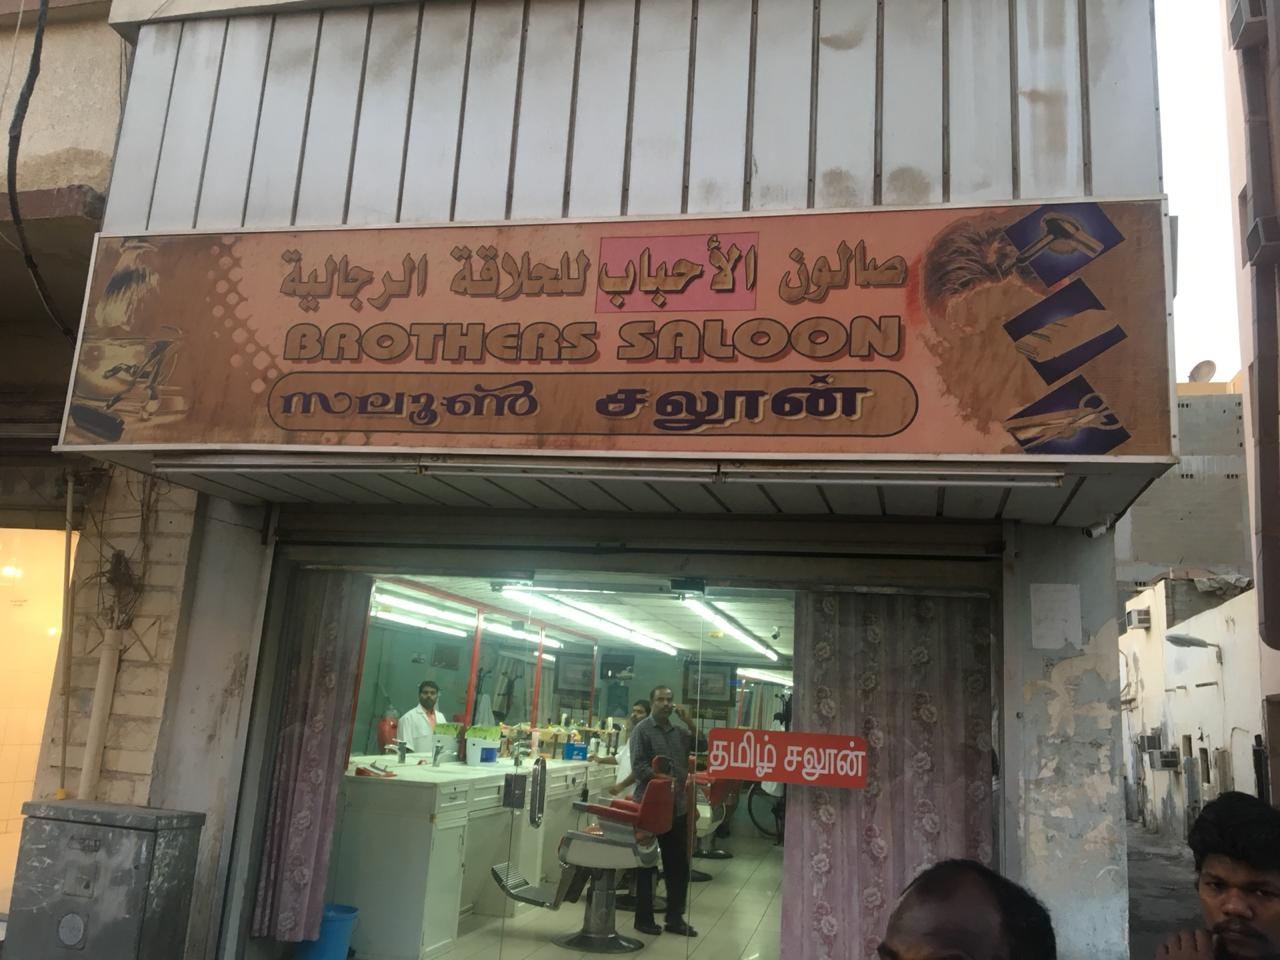 صالون الأحباب للحلاقة الرجالية
BROTHERS SALOON
സലൂൺ சலூன்
தமிழ் சலூன்